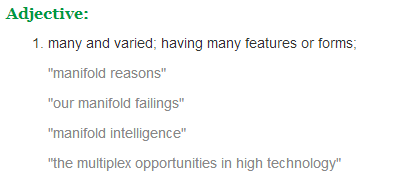 Adjective:
1. many and varied; having many features or forms;
"manifold reasons"
"our manifold failings"
"manifold intelligence"
"the multiplex opportunities in high technology"